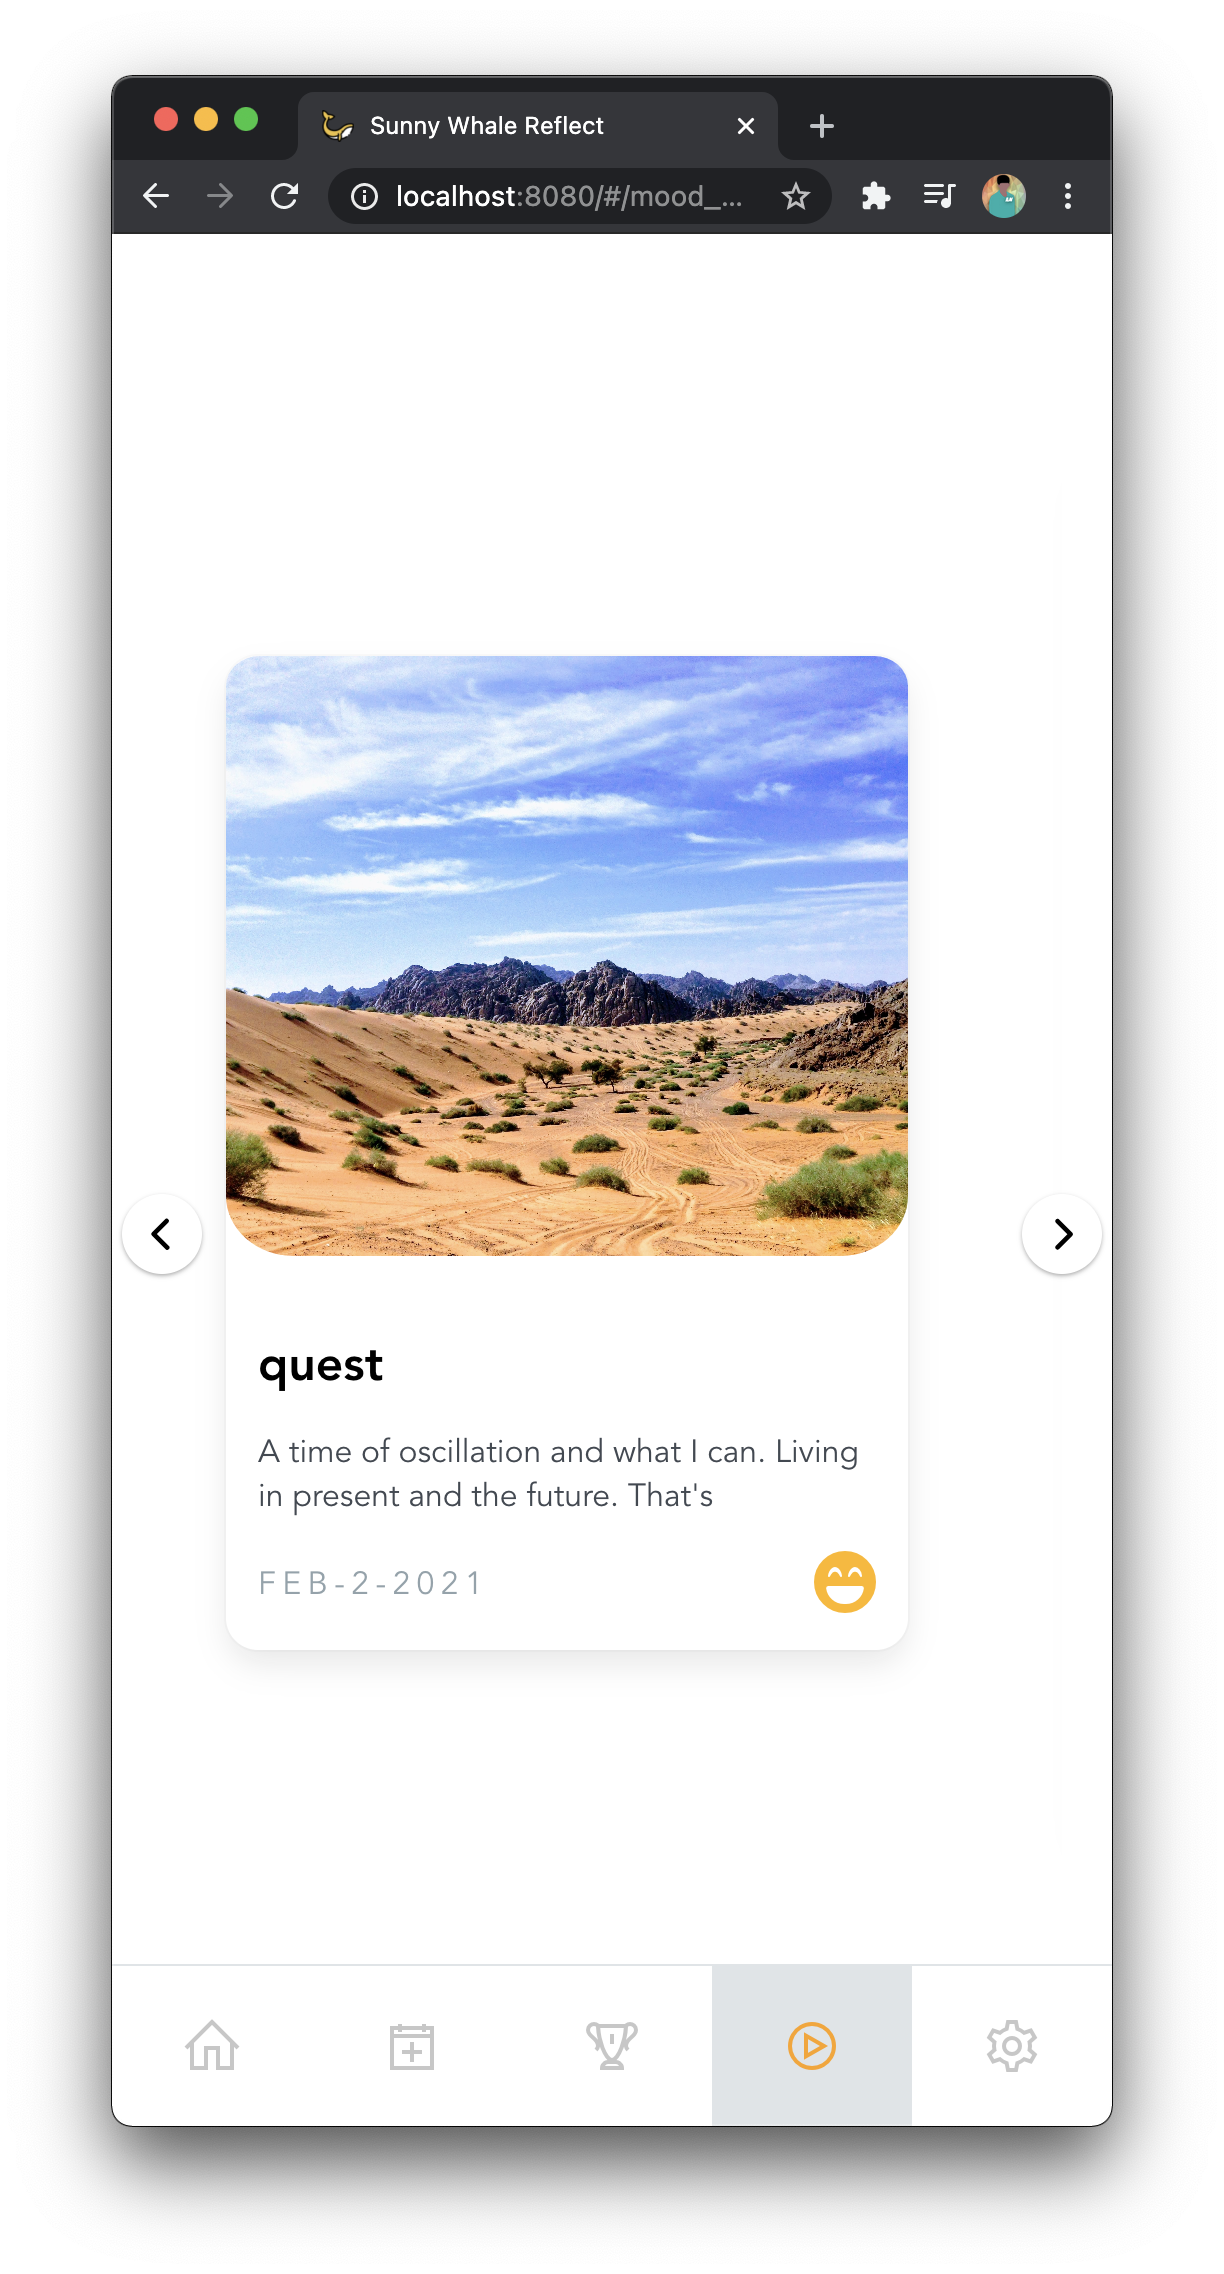 Sunny Whale Reflect
localhost:8080/#/mood_...
quest
A time of oscillation and what I can. Living
in present and the future. That's
FEB-2-2021